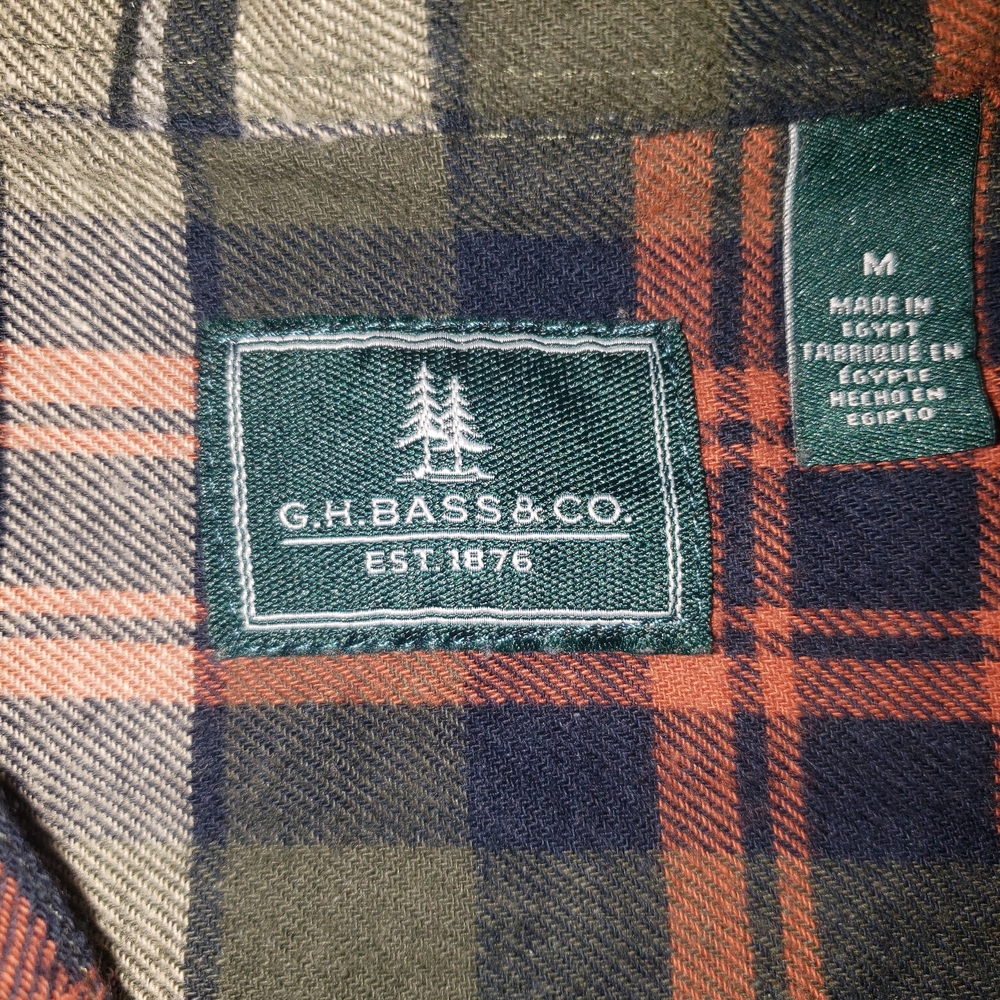 G.H.BASS & CO.
EST. 1876
M
MADE IN
EGYPT
FABRIQUÉ EN
ÉGYPTE
HECHO EN
EGIPTO